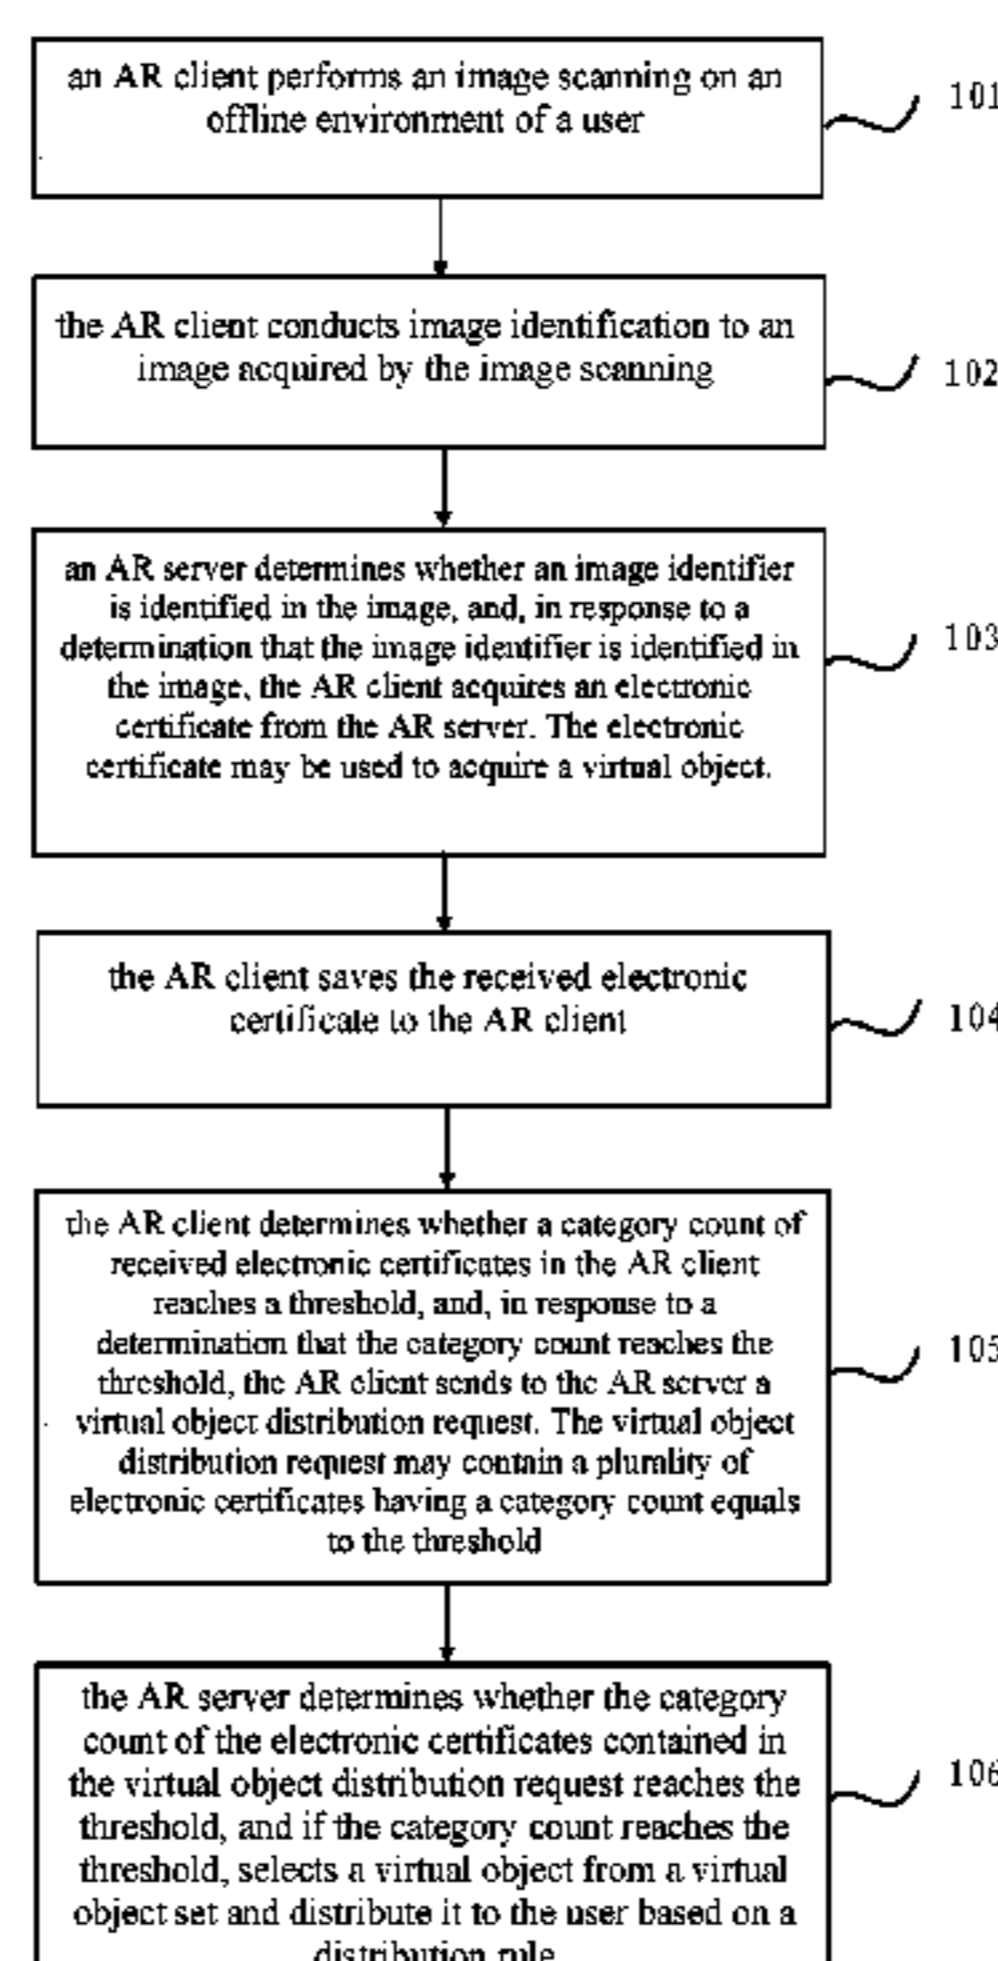 an AR client performs an image scanning on an
offline environment of a user
101
the AR client conducts image identification to an
image acquired by the image scanning
102
an AR server determines whether an image identifier
is identified in the image, and, in response to a
determination that the image identifier is identified in
the image, the AR client acquires an electronic
certificate from the AR server. The electronic
certificate may be used to acquire a virtual object.
103
the AR client saves the received electronic
certificate to the AR client
104
the AR client determines whether a category count of
received electronic certificates in the AR client
reaches a threshold, and, in response to a
determination that the category count reaches the
threshold, the AR client sends to the AR server a
virtual object distribution request. The virtual object
distribution request may contain a plurality of
electronic certificates having a category count equals
to the threshold
105
the AR server determines whether the category
count of the electronic certificates contained in
the virtual object distribution request reaches the
threshold, and if the category count reaches the
threshold, selects a virtual object from a virtual
object set and distribute it to the user based on a
distribution rule
106